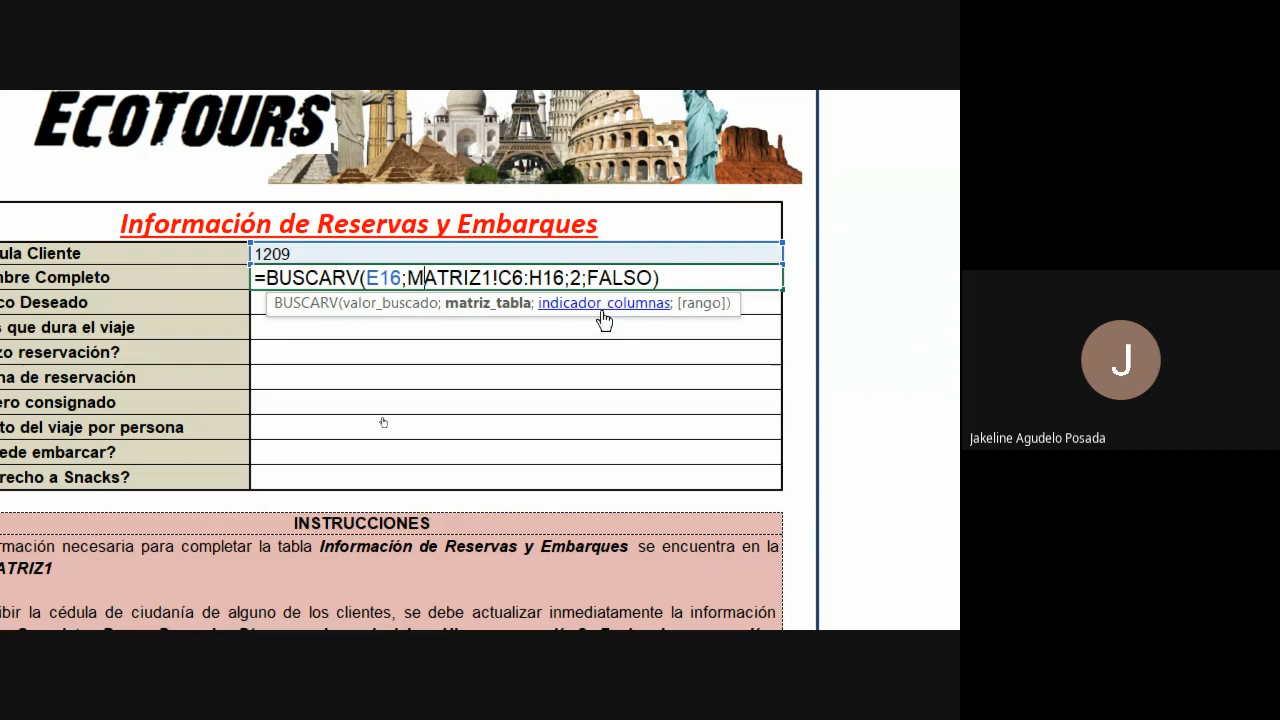 ECOTOURS
Información de Reservas y Embarques
ula Cliente
1209
mbre Completo
=BUSCARV(E16;MATRIZ1!C6:H16;2;FALSO)
co Deseado
BUSCARV(valor_buscado; matriz_tabla; indicador_columnas; [rango])
s que dura el viaje
zo reservación?
na de reservación
ero consignado
to del viaje por persona
ede embarcar?
recho a Snacks?
INSTRUCCIONES
rmación necesaria para completar la tabla Información de Reservas y Embarques se encuentra en la
ATRIZ1
ibir la cédula de ciudanía de alguno de los clientes, se debe actualizar inmediatamente la información
J
Jakeline Agudelo Posada